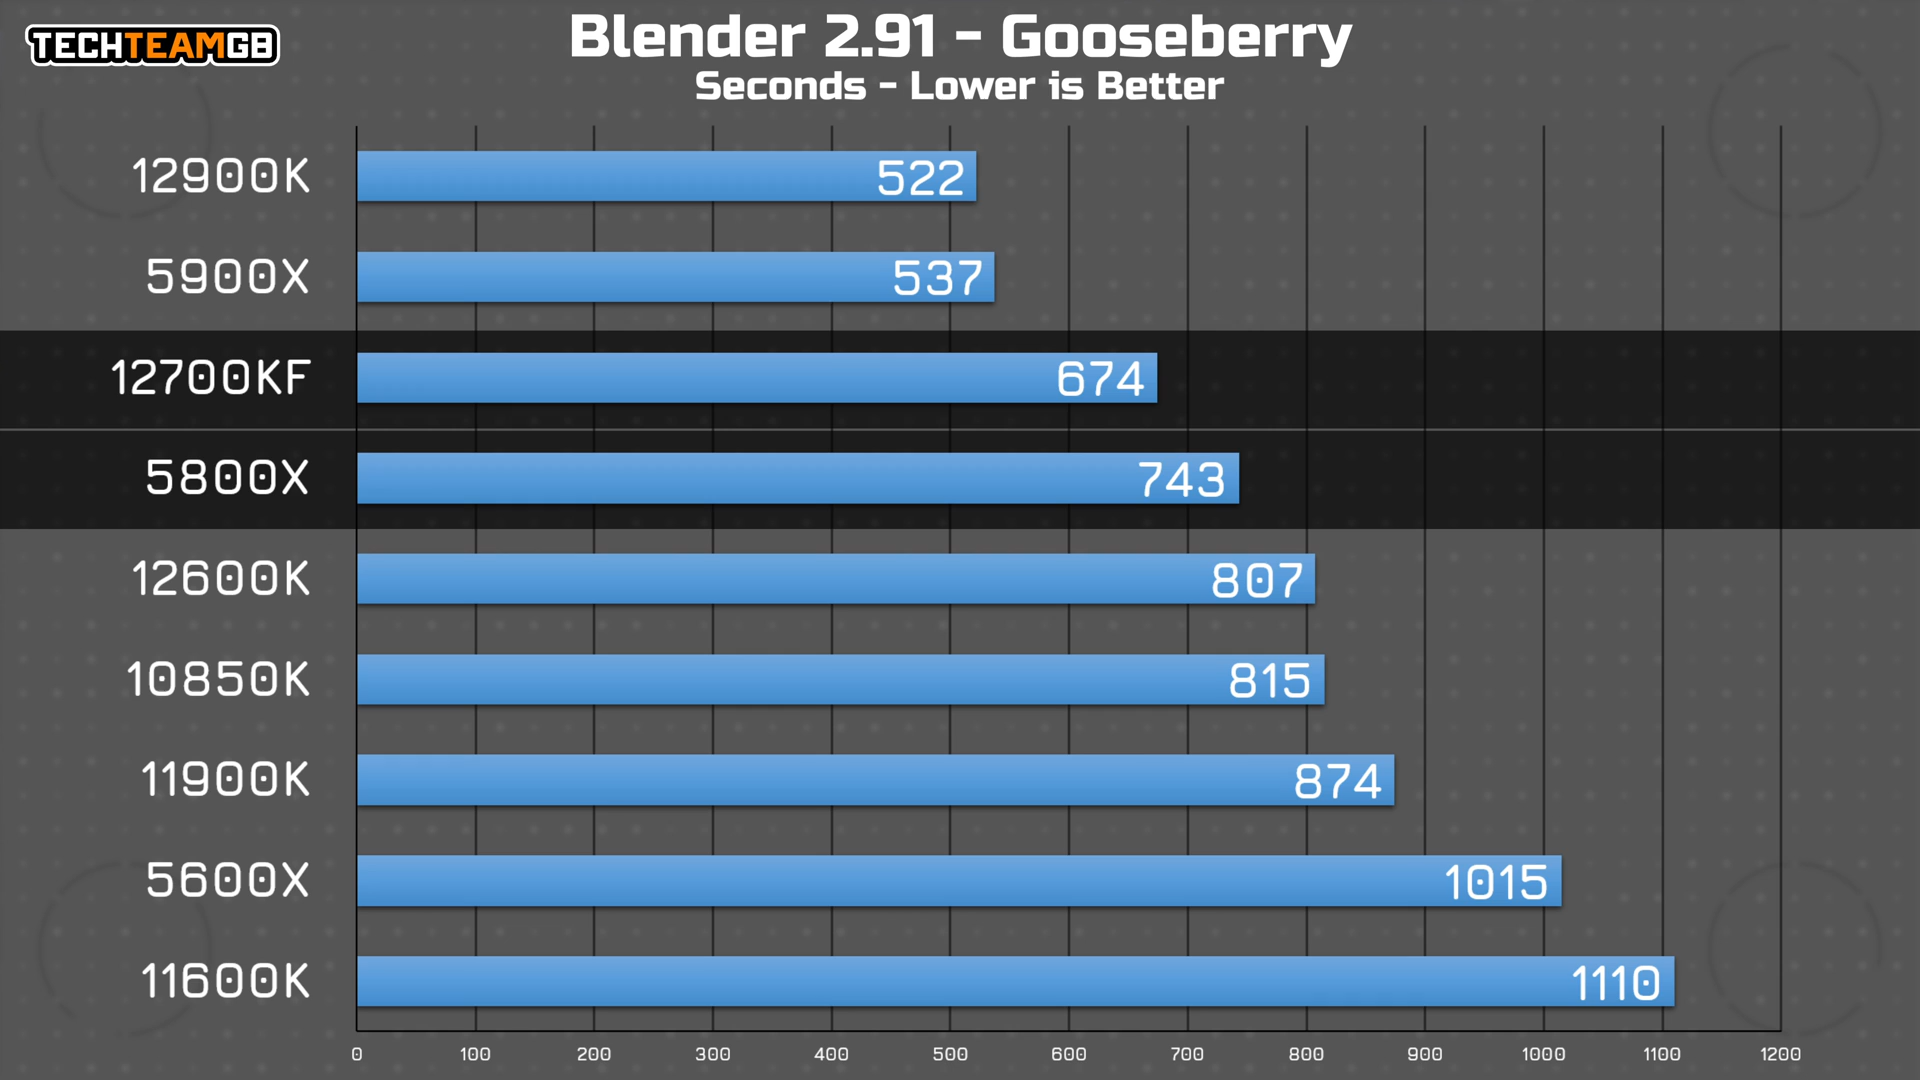 TECHTEAMGB
Blender 2.91 - Gooseberry
Seconds - Lower is Better
12900K 522
5900X 537
12700KF 674
5800X 743
12600K 807
10850K 815
11900K 874
5600X 1015
11600K 1110
0 100 200 300 400 500 600 700 800 900 1000 1100 1200